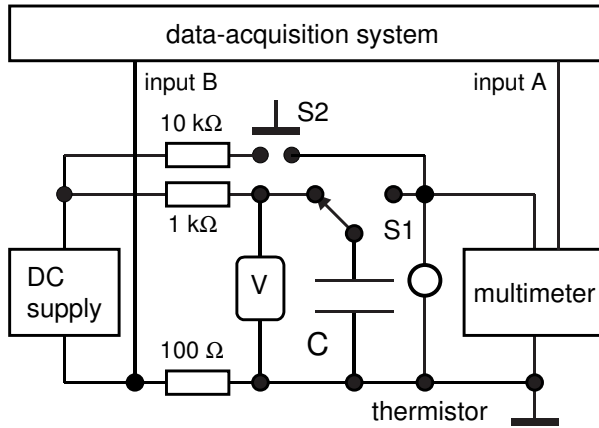 data-acquisition system
input B
input A
S2
10 kΩ
1 kΩ
S1
DC
supply
V
multimeter
C
100 Ω
thermistor